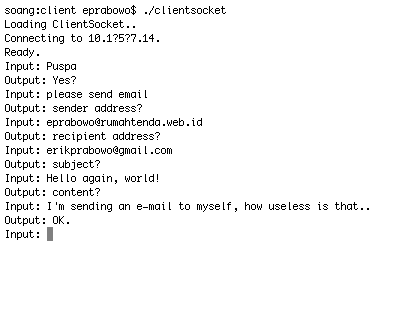 soang:client eprabowo$ ./clientsocket
Loading ClientSocket..
Connecting to 10.1?5?7.14.
Ready.
Input: Puspa
Output: Yes?
Input: please send email
Output: sender address?
Input: eprabowo@rumahtenda.web.id
Output: recipient address?
Input: erikprabowo@gmail.com
Output: subject?
Input: Hello again, world!
Output: content?
Input: I'm sending an e-mail to myself, how useless is that..
Output: OK.
Input: